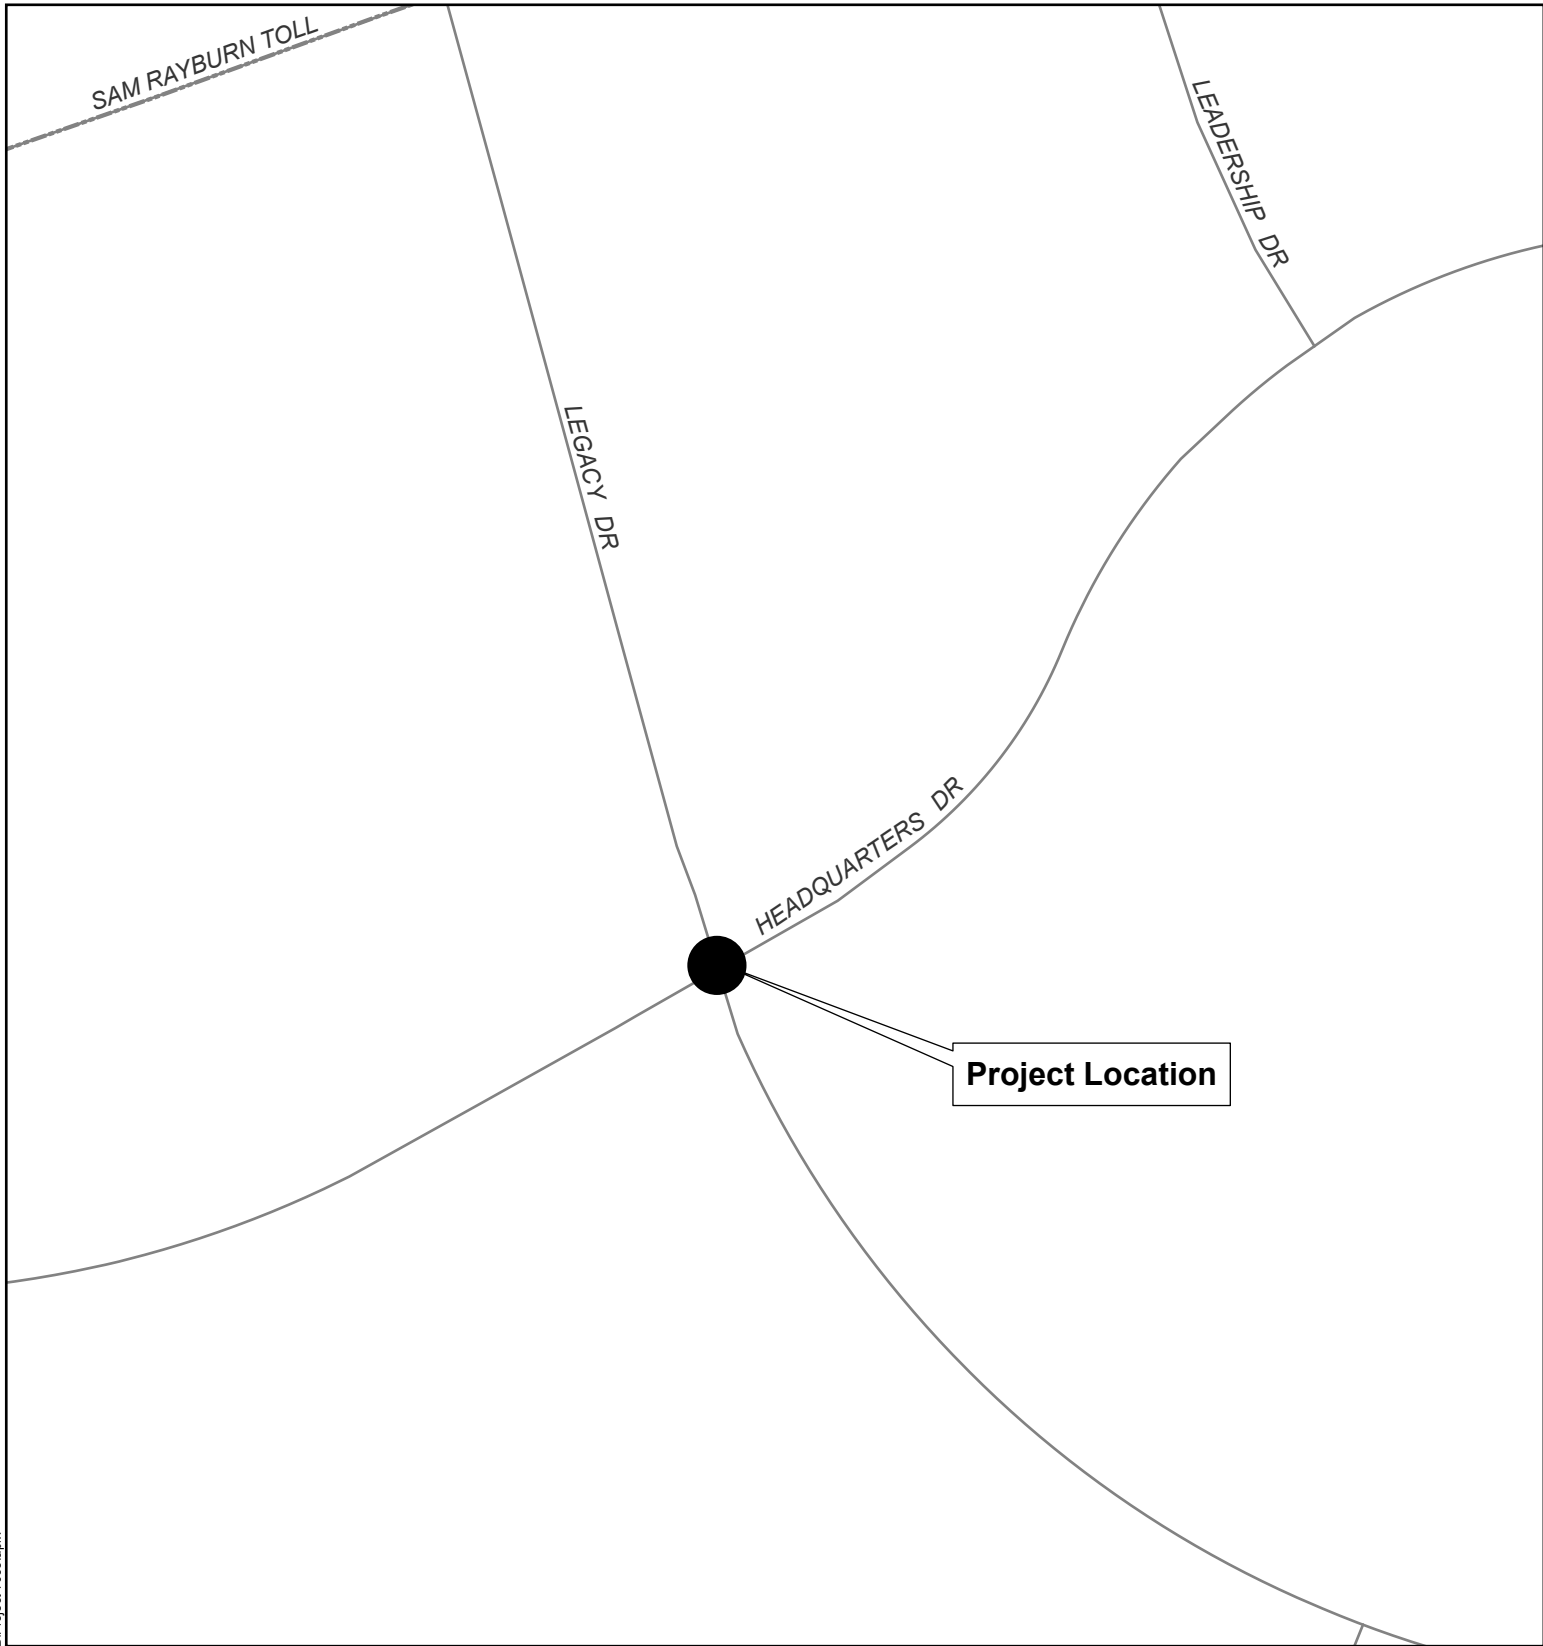 SAM RAYBURN TOLL
LEADERSHIP DR
LEGACY DR
HEADQUARTERS DR
Project Location